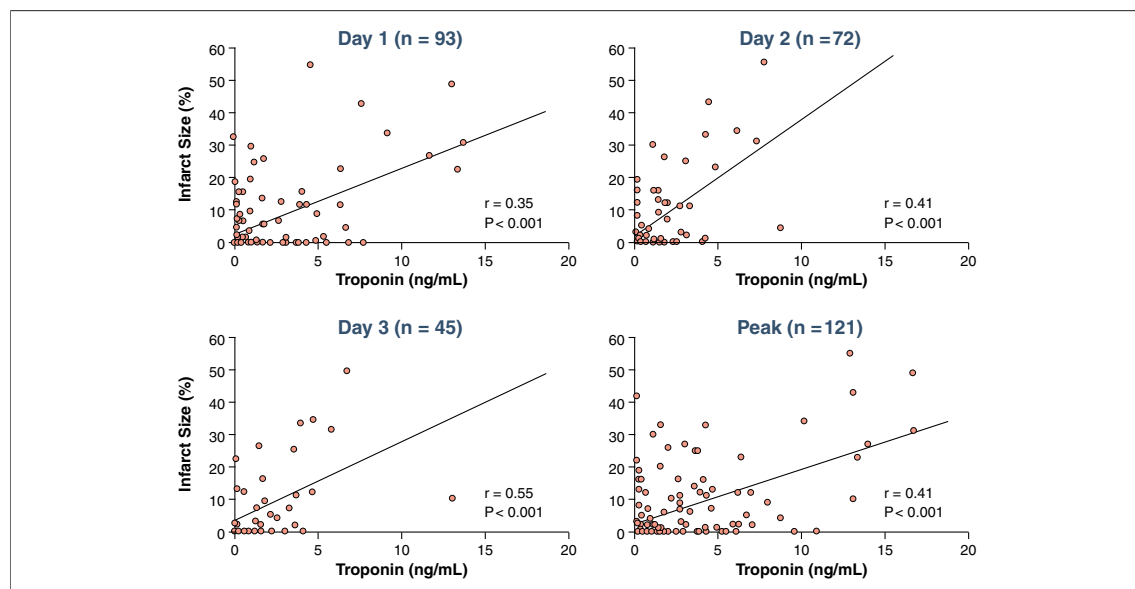 Day 1 (n = 93)
Infarct Size (%)
60
50
40
30
20
10
0
r = 0.35
P < 0.001
0 5 10 15 20
Troponin (ng/mL)
Day 2 (n = 72)
60
50
40
30
20
10
0
r = 0.41
P < 0.001
0 5 10 15 20
Troponin (ng/mL)
Day 3 (n = 45)
Infarct Size (%)
60
50
40
30
20
10
0
r = 0.55
P < 0.001
0 5 10 15 20
Troponin (ng/mL)
Peak (n = 121)
60
50
40
30
20
10
0
r = 0.41
P < 0.001
0 5 10 15 20
Troponin (ng/mL)